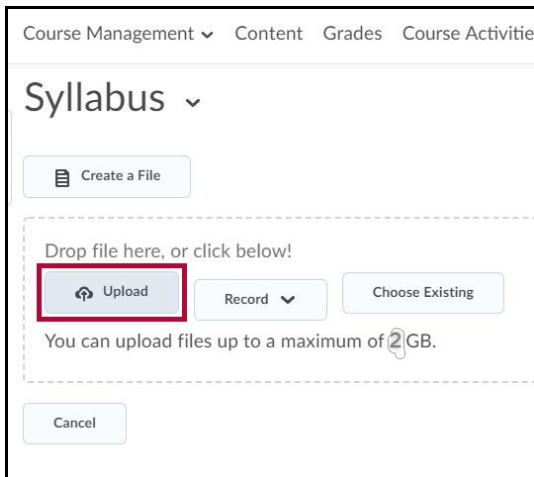 Course Management Content Grades Course Activitie
Syllabus
Create a File
Drop file here, or click below!
Upload Record Choose Existing
You can upload files up to a maximum of 2 GB.
Cancel